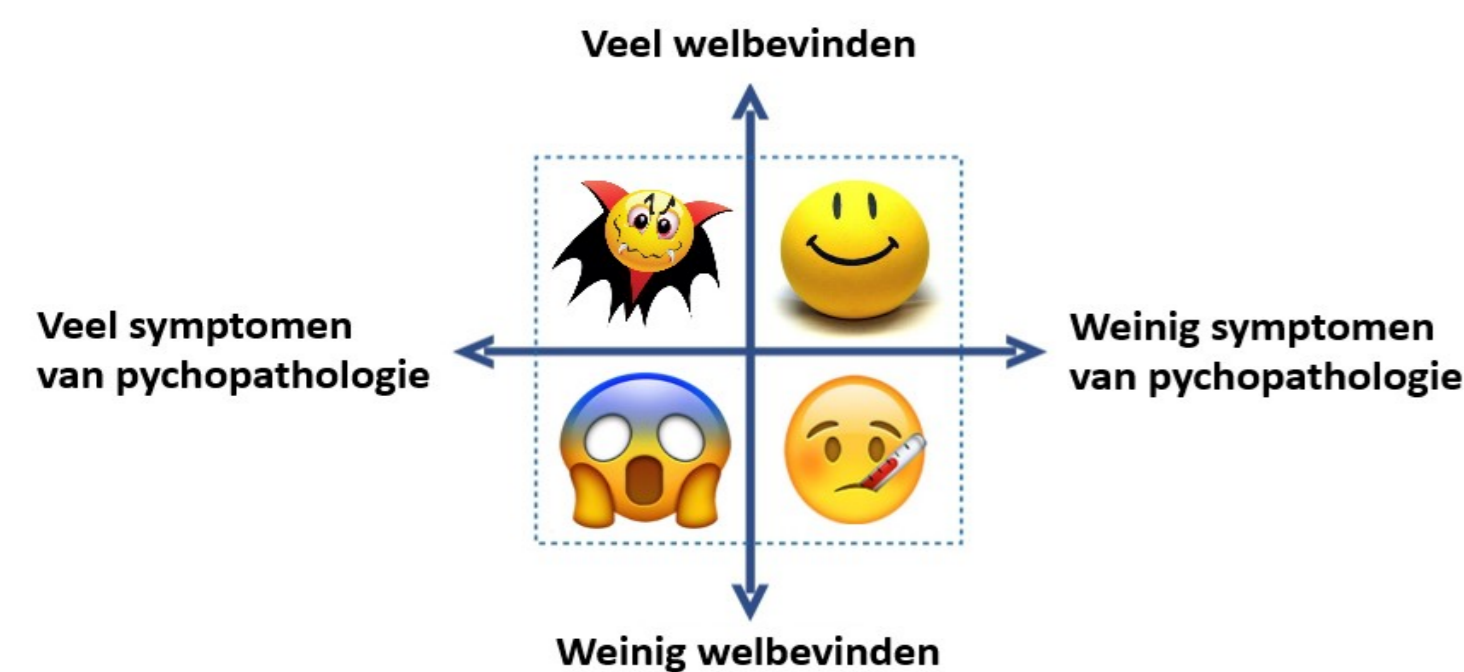 Veel welbevinden
Veel symptomen
van pychopathologie
Weinig symptomen
van pychopathologie
Weinig welbevinden